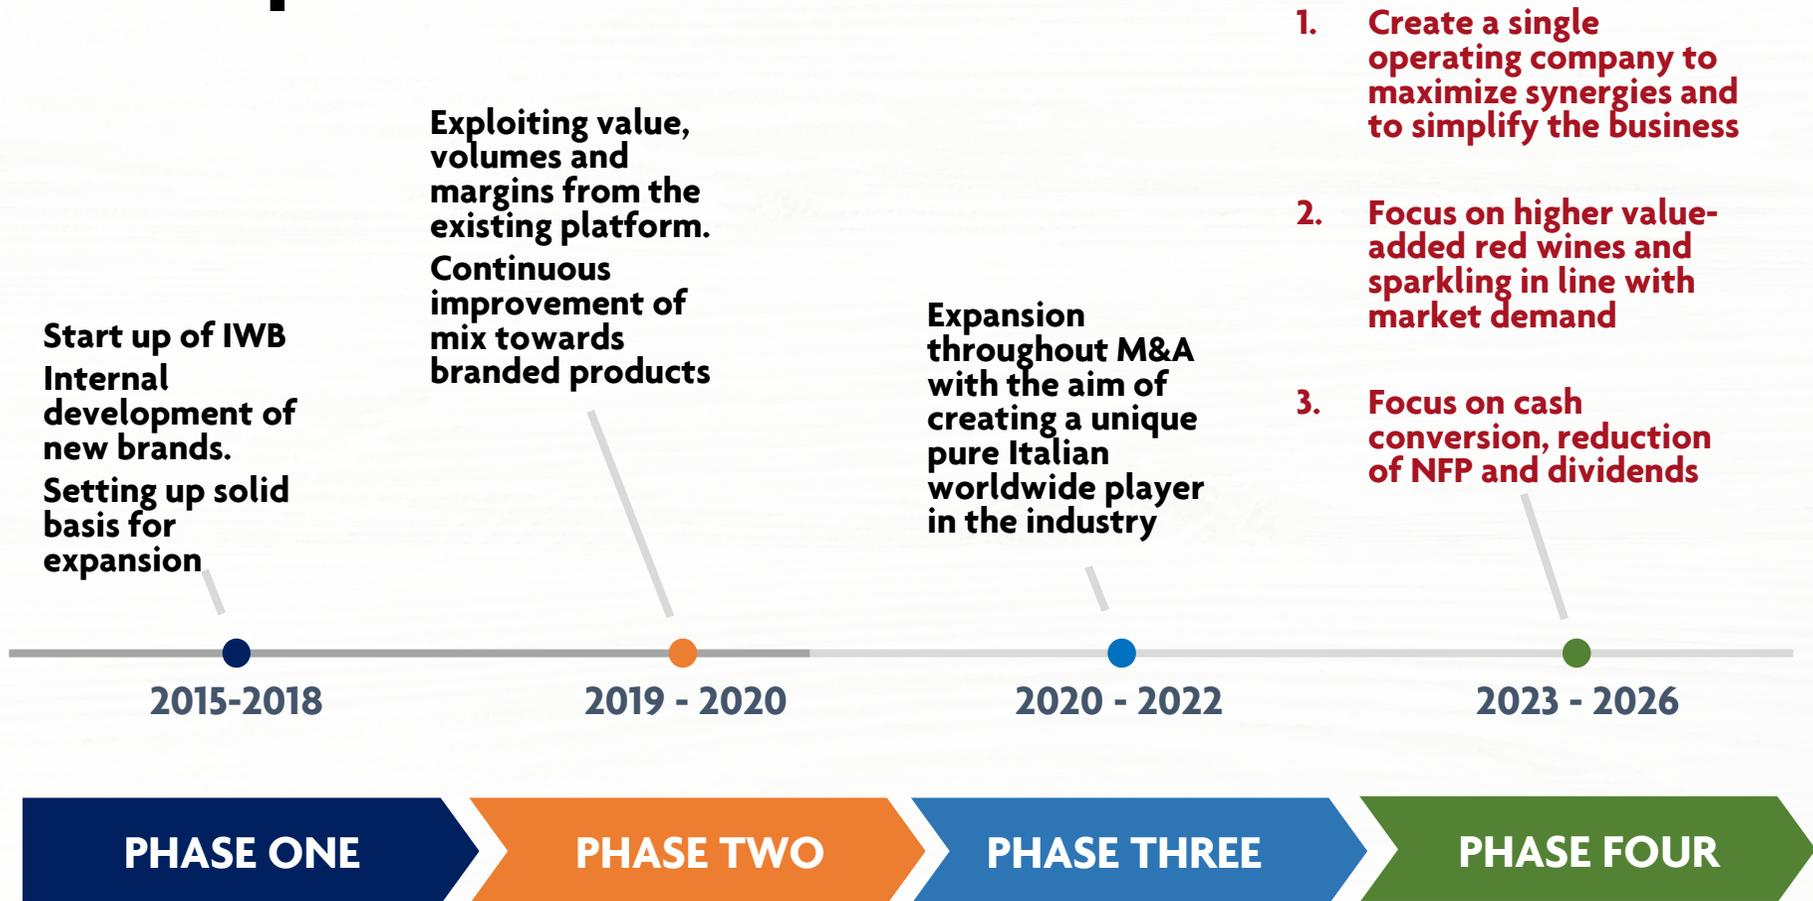 Start up of IWB
Internal
development of
new brands.
Setting up solid
basis for
expansion
Exploiting value,
volumes and
margins from the
existing platform.
Continuous
improvement of
mix towards
branded products
Expansion
throughout M&A
with the aim of
creating a unique
pure Italian
worldwide player
in the industry
1. Create a single
operating company to
maximize synergies and
to simplify the business
2. Focus on higher value-
added red wines and
sparkling in line with
market demand
3. Focus on cash
conversion, reduction
of NFP and dividends
2015-2018
2019 - 2020
2020 - 2022
2023 - 2026
PHASE ONE
PHASE TWO
PHASE THREE
PHASE FOUR